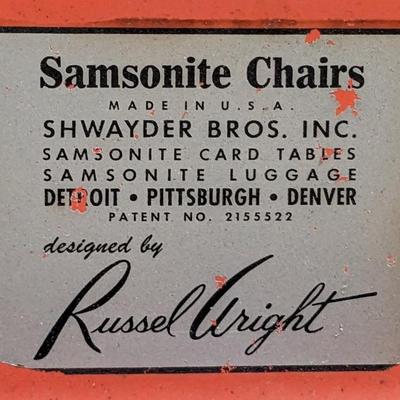 Samsonite Chairs
MADE IN U.S.A.
SHWAYDER BROS. INC.
SAMSONITE CARD TABLES
SAMSONITE LUGGAGE
DETROIT • PITTSBURGH • DENVER
PATENT NO. 2155522
designed by
Russel Wright